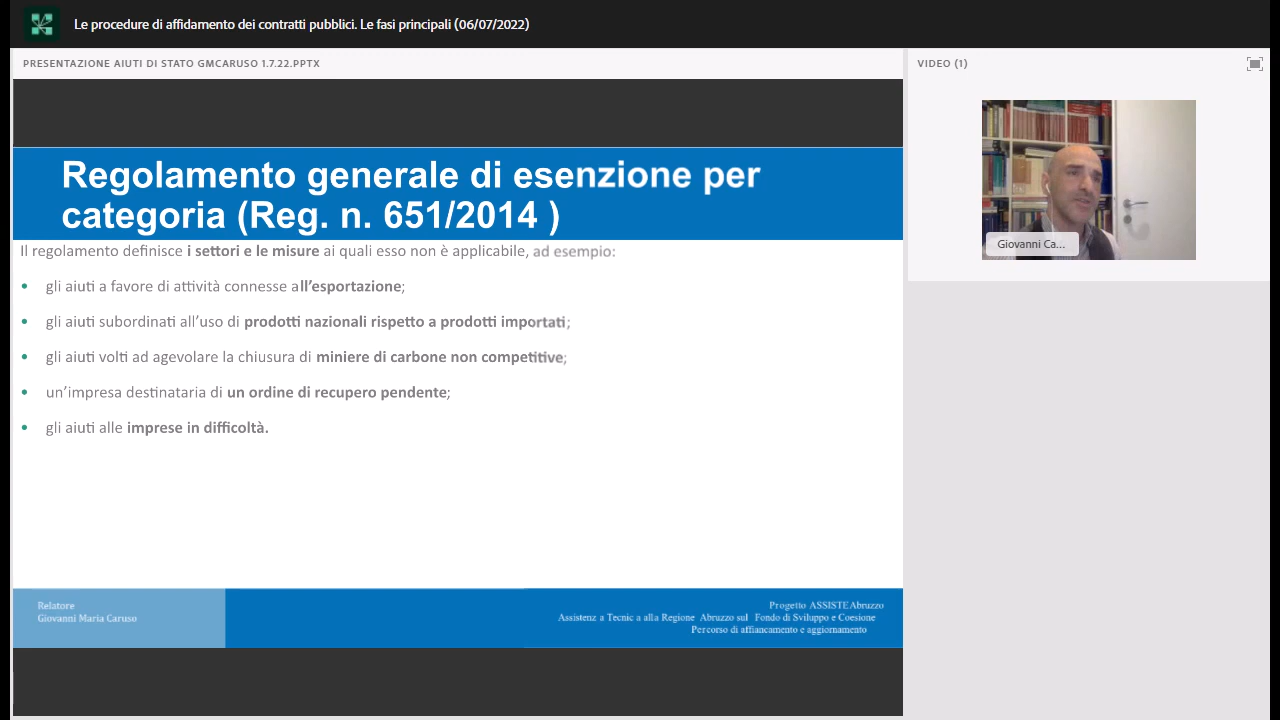 Le procedure di affidamento dei contratti pubblici. Le fasi principali (06/07/2022)
PRESENTAZIONE AIUTI DI STATO GMCARUSO 1.7.22.PPTX
VIDEO (1)
Regolamento generale di esenzione per
categoria (Reg. n. 651/2014 )
Il regolamento definisce i settori e le misure ai quali esso non è applicabile, ad esempio:
• gli aiuti a favore di attività connesse all’esportazione;
• gli aiuti subordinati all’uso di prodotti nazionali rispetto a prodotti importati;
• gli aiuti volti ad agevolare la chiusura di miniere di carbone non competitive;
• un’impresa destinataria di un ordine di recupero pendente;
• gli aiuti alle imprese in difficoltà.
Giovanni Ca...
Relatore
Giovanni Maria Caruso
Progetto ASSISTEAbruzzo
Assistenz a Tecnic a alla Regione Abruzzo sul Fondo di Sviluppo e Coesione
Percorso di affiancamento e aggiornamento